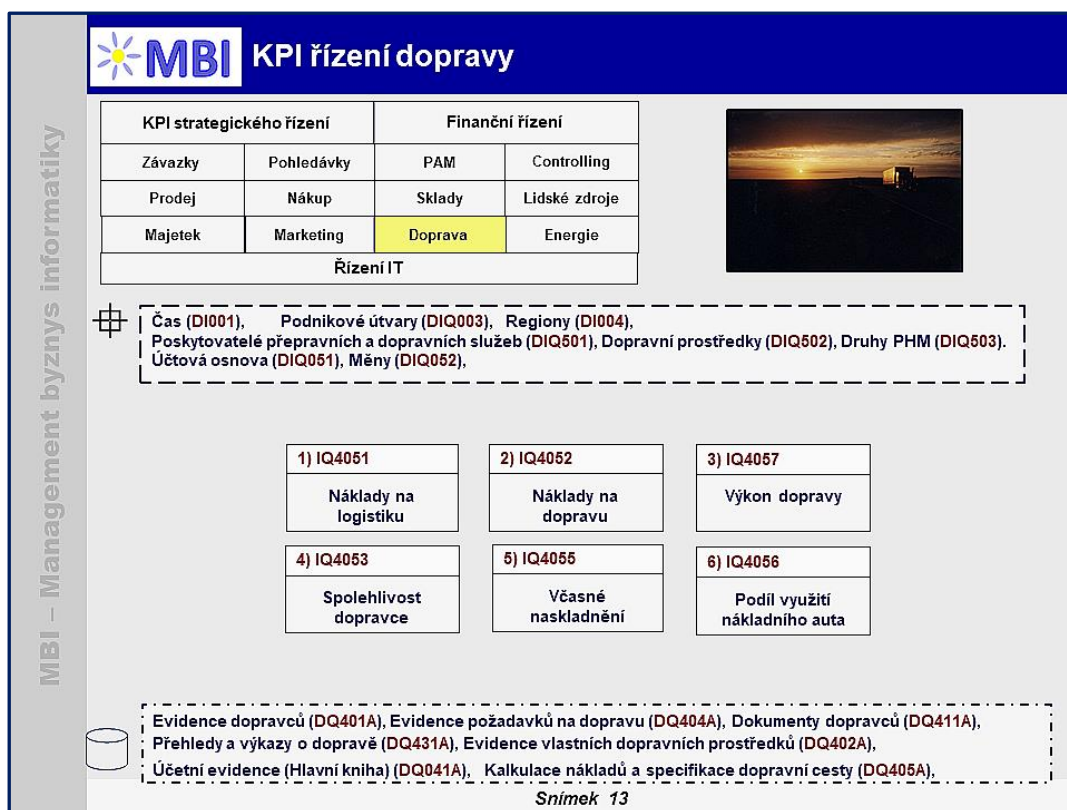 MBI KPI řízení dopravy
MBI – Management byznys informatiky
KPI strategického řízení Finanční řízení
Závazky Pohledávky PAM Controlling
Prodej Nákup Sklady Lidské zdroje
Majetek Marketing Doprava Energie
Řízení IT
Čas (DI001), Podnikové útvary (DIQ003), Regiony (DI004),
Poskytovatelé přepravních a dopravních služeb (DIQ501), Dopravní prostředky (DIQ502), Druhy PHM (DIQ503).
Účtová osnova (DIQ051), Měny (DIQ052),
1) IQ4051
Náklady na
logistiku
2) IQ4052
Náklady na
dopravu
3) IQ4057
Výkon dopravy
4) IQ4053
Spolehlivost
dopravce
5) IQ4055
Včasné
naskladnění
6) IQ4056
Podíl využití
nákladního auta
Evidence dopravců (DQ401A), Evidence požadavků na dopravu (DQ404A), Dokumenty dopravců (DQ411A),
Přehledy a výkazy o dopravě (DQ431A), Evidence vlastních dopravních prostředků (DQ402A),
Účetní evidence (Hlavní kniha) (DQ041A), Kalkulace nákladů a specifikace dopravní cesty (DQ405A),
Snímek 13